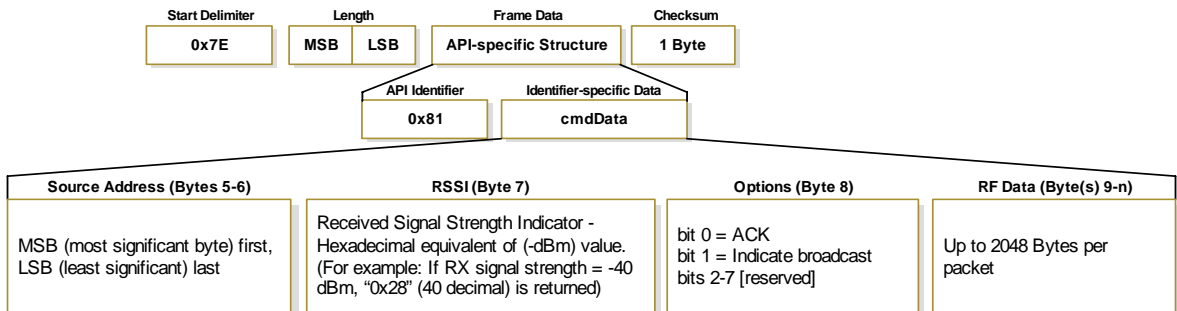 Start Delimiter
Length
Frame Data
Checksum
0x7E
MSB
LSB
API-specific Structure
1 Byte
API Identifier
Identifier-specific Data
0x81
cmdData
Source Address (Bytes 5-6)
MSB (most significant byte) first,
LSB (least significant) last
RSSI (Byte 7)
Received Signal Strength Indicator -
Hexadecimal equivalent of (-dBm) value.
(For example: If RX signal strength = -40
dBm, “0x28” (40 decimal) is returned)
Options (Byte 8)
bit 0 = ACK
bit 1 = Indicate broadcast
bits 2-7 [reserved]
RF Data (Byte(s) 9-n)
Up to 2048 Bytes per
packet